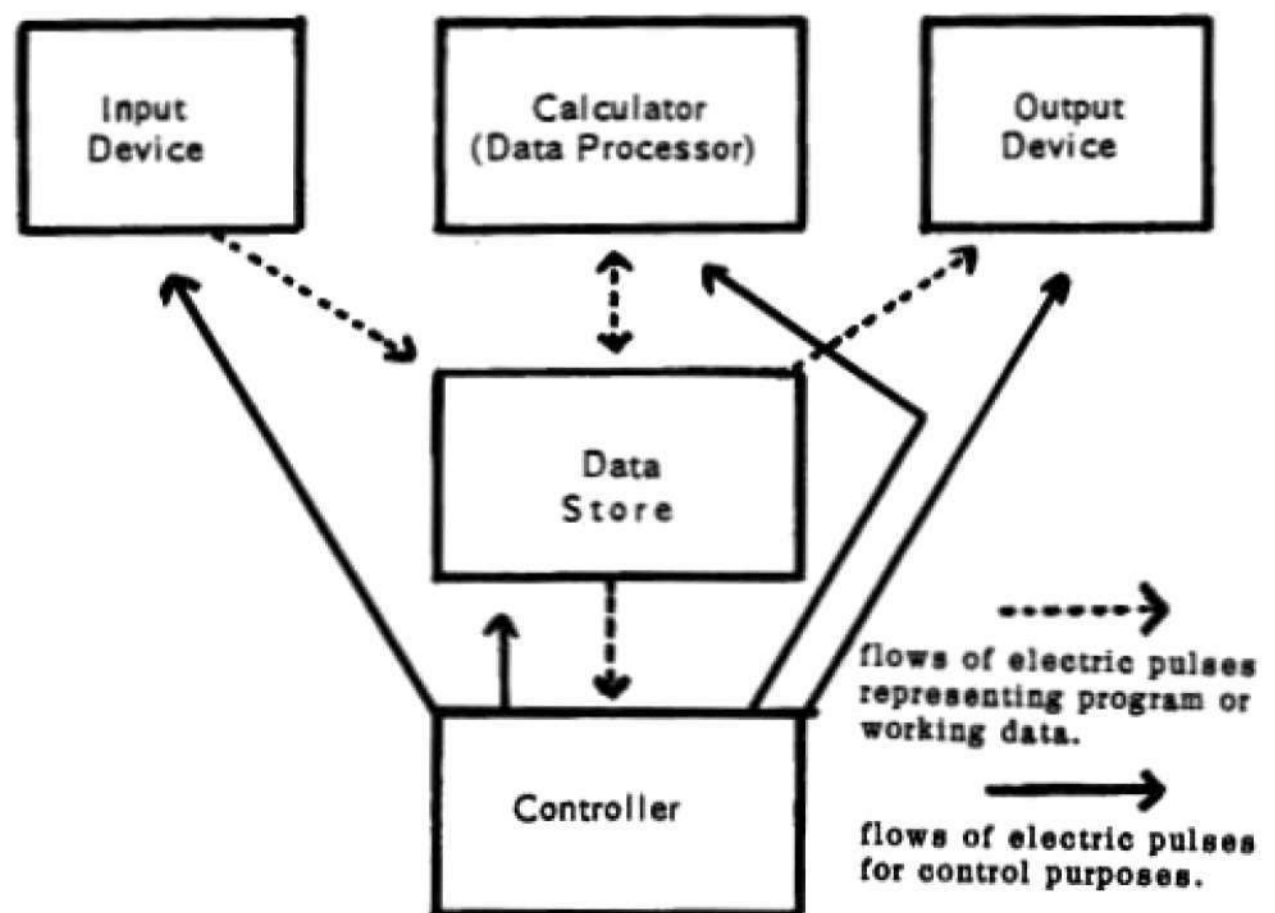 Input
Device
Calculator
(Data Processor)
Output
Device
Data
Store
Controller
flows of electric pulses
representing program or
working data.
flows of electric pulses
for control purposes.